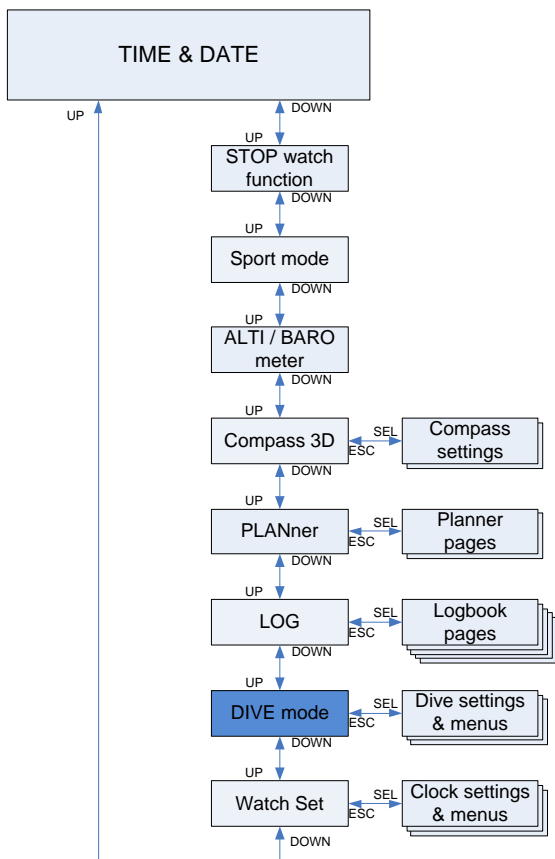 TIME & DATE
UP
DOWN
UP
STOP watch
function
DOWN
UP
Sport mode
DOWN
UP
ALTI / BARO
meter
DOWN
UP
Compass 3D
SEL
ESC
Compass
settings
DOWN
UP
PLANner
SEL
ESC
Planner
pages
DOWN
UP
LOG
SEL
ESC
Logbook
pages
DOWN
UP
DIVE mode
SEL
ESC
Dive settings
& menus
DOWN
UP
Watch Set
SEL
ESC
Clock settings
& menus
DOWN